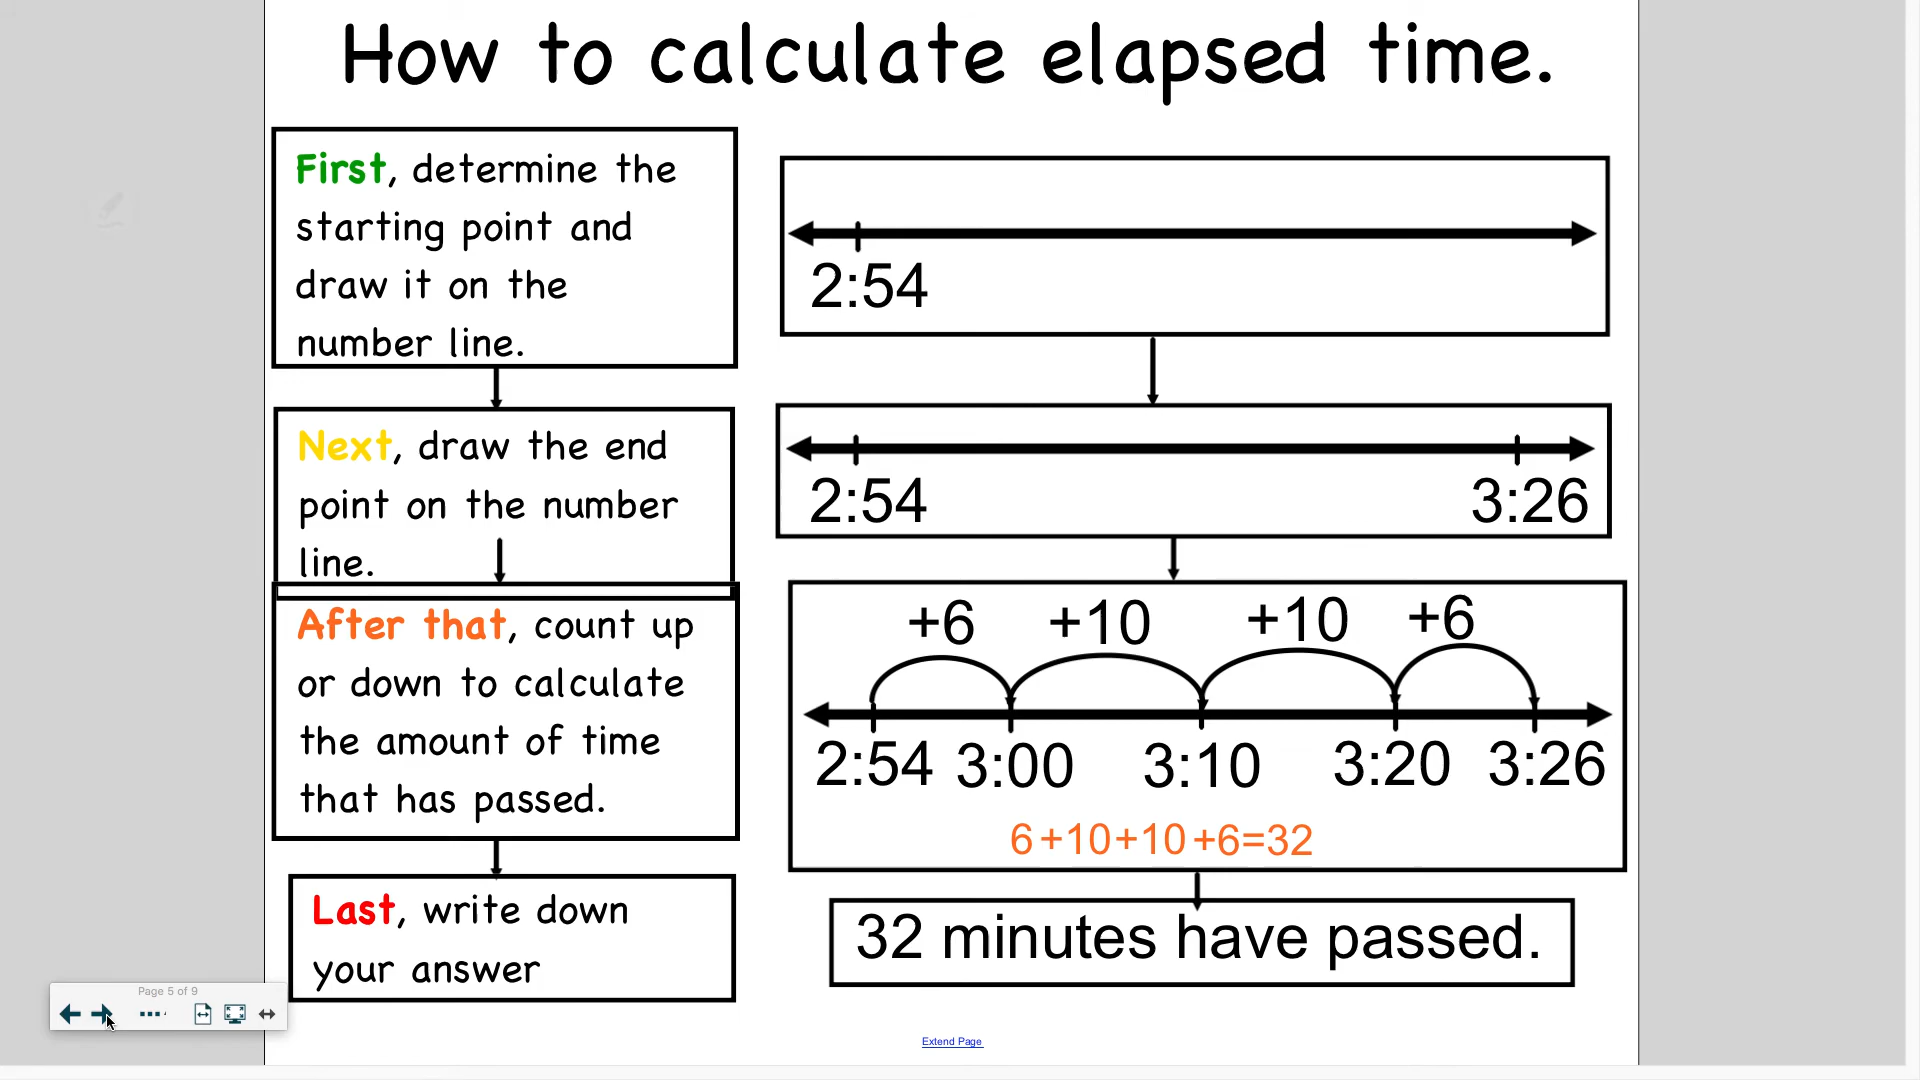 How to calculate elapsed time.
First, determine the
starting point and
draw it on the
number line.
2:54
Next, draw the end
point on the number
line.
2:54 3:26
After that, count up
or down to calculate
the amount of time
that has passed.
+6 +10 +10 +6
2:54 3:00 3:10 3:20 3:26
6+10+10+6=32
Last, write down
your answer
32 minutes have passed.
Page 5 of 9
Extend Page